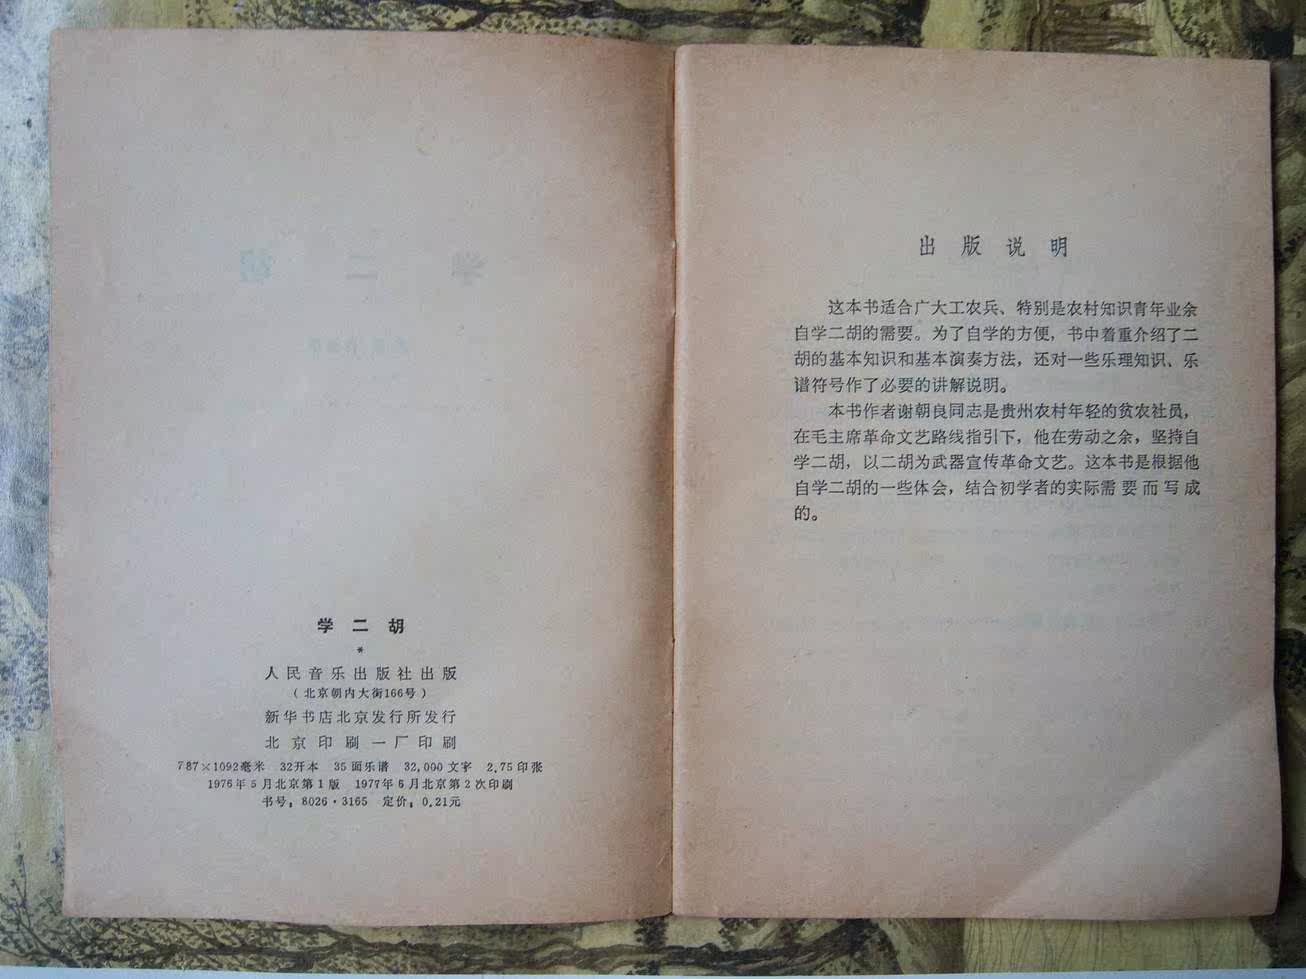 学二胡
*
人民音乐出版社出版
（北京朝内大街166号）
新华书店北京发行所发行
北京印刷一厂印刷
787×1092毫米 32开本 35面乐谱 32,000文字 2.75印张
1976年5月北京第1版 1977年6月北京第2次印刷
书号：8026·3165 定价：0.21元
出版说明
这本书适合广大工农兵、特别是农村知识青年业余
自学二胡的需要。为了自学的方便，书中着重介绍了二
胡的基本知识和基本演奏方法，还对一些乐理知识、乐
谱符号作了必要的讲解说明。
本书作者谢朝良同志是贵州农村年轻的贫农社员，
在毛主席革命文艺路线指引下，他在劳动之余，坚持自
学二胡，以二胡为武器宣传革命文艺。这本书是根据他
自学二胡的一些体会，结合初学者的实际需要而写成
的。